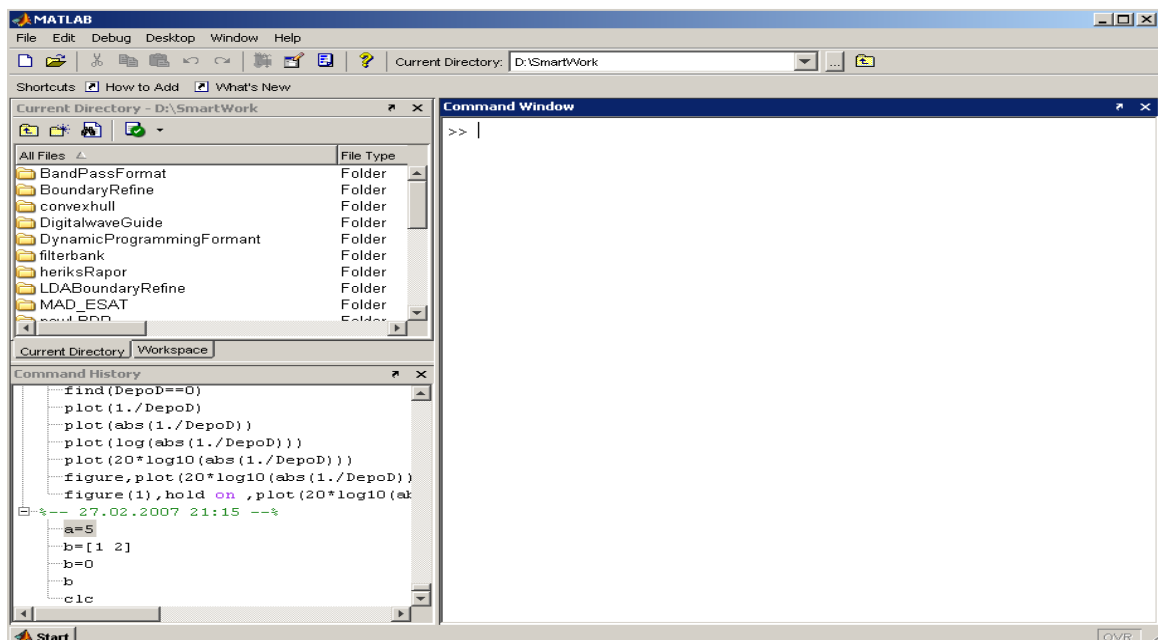 MATLAB
File Edit Debug Desktop Window Help
Current Directory: D:\SmartWork ...
Shortcuts How to Add What's New
Current Directory - D:\SmartWork
All Files File Type
BandPassFormat Folder
BoundaryRefine Folder
convexhull Folder
DigitalwaveGuide Folder
DynamicProgrammingFormant Folder
filterbank Folder
heriksRapor Folder
LDABoundaryRefine Folder
MAD_ESAT Folder
Folder
Current Directory Workspace
Command History
find(DepoD==0)
plot(1./DepoD)
plot(abs(1./DepoD))
plot(log(abs(1./DepoD)))
plot(20*log10(abs(1./DepoD)))
figure,plot(20*log10(abs(1./DepoD))
figure(1),hold on ,plot(20*log10(ab
%-- 27.02.2007 21:15 --%
a=5
b=[1 2]
b=0
b
clc
Command Window
>>
Start
OVR